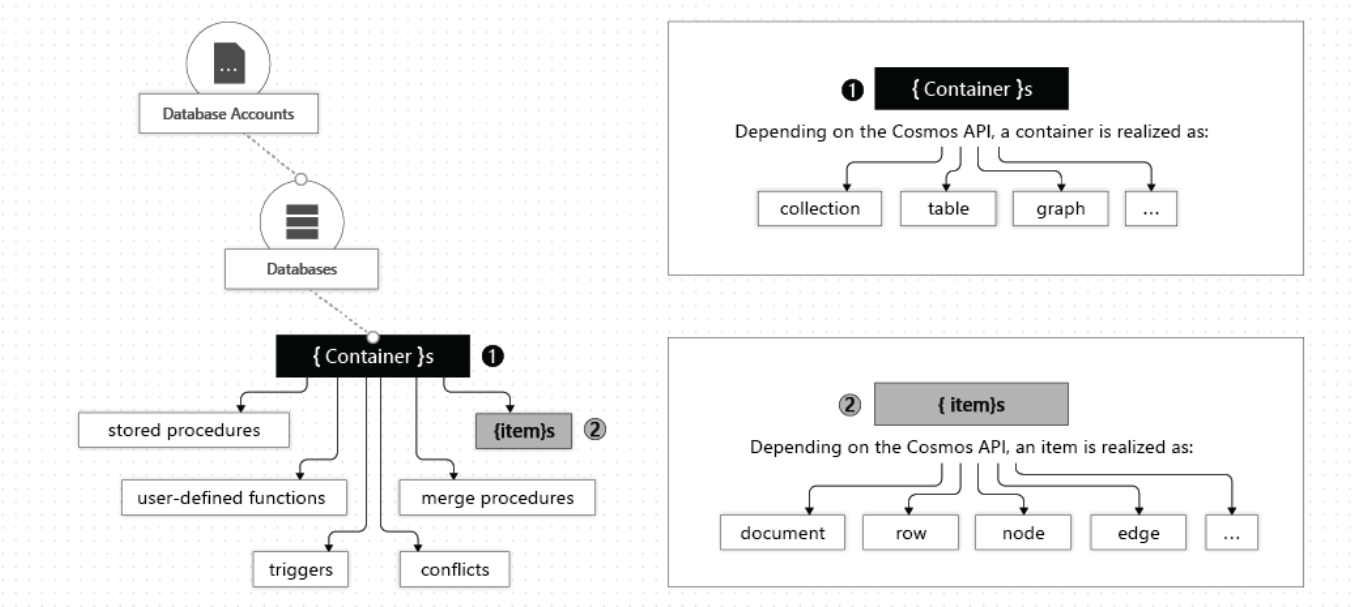 ...
Database Accounts
Databases
{ Container }s 1
stored procedures
{item}s 2
user-defined functions
merge procedures
triggers
conflicts
1 { Container }s
Depending on the Cosmos API, a container is realized as:
collection
table
graph
...
2 { item}s
Depending on the Cosmos API, an item is realized as:
document
row
node
edge
...